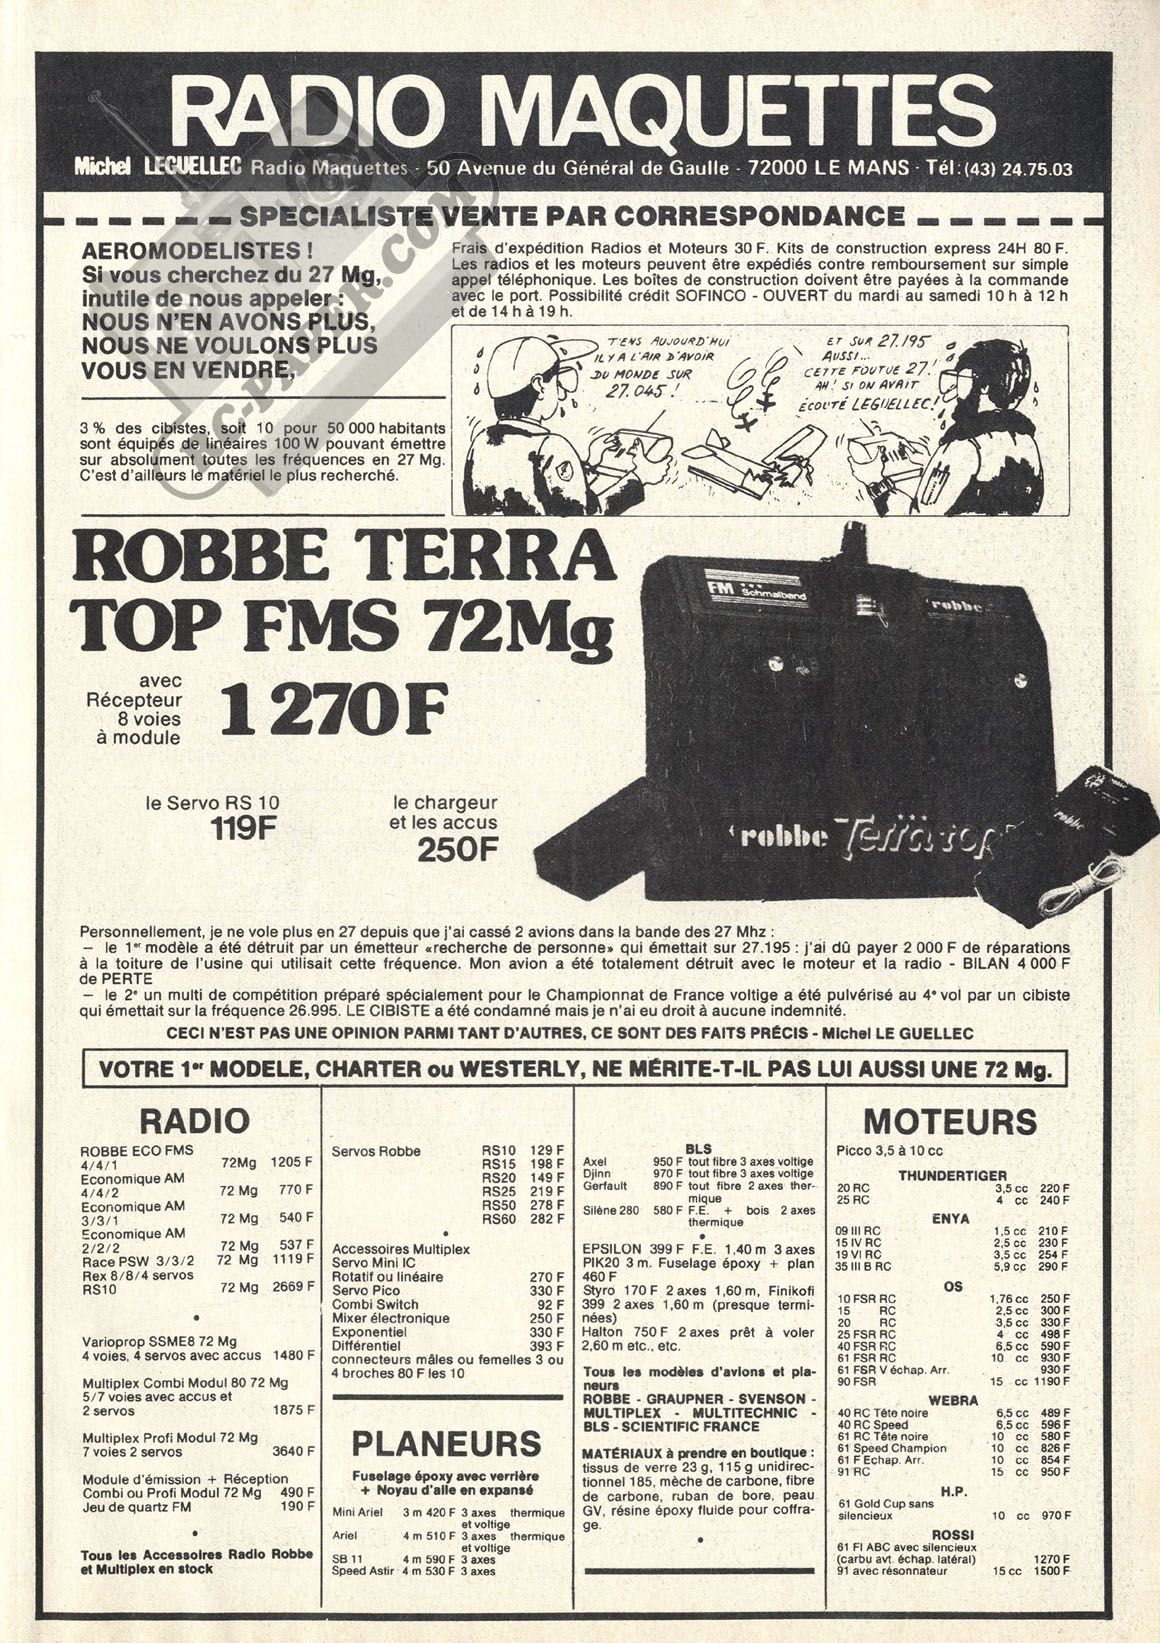 RADIO MAQUETTES
Michel LEGUELLEC Radio Maquettes - 50 Avenue du Général de Gaulle - 72000 LE MANS - Tél: (43) 24.75.03
SPECIALISTE VENTE PAR CORRESPONDANCE
AEROMODELISTES !
Si vous cherchez du 27 Mg,
inutile de nous appeler :
NOUS N'EN AVONS PLUS,
NOUS NE VOULONS PLUS
VOUS EN VENDRE,
3 % des cibistes, soit 10 pour 50 000 habitants
sont équipés de linéaires 100 W pouvant émettre
sur absolument toutes les fréquences en 27 Mg.
C'est d'ailleurs le matériel le plus recherché.
Frais d'expédition Radios et Moteurs 30 F. Kits de construction express 24H 80 F.
Les radios et les moteurs peuvent être expédiés contre remboursement sur simple
appel téléphonique. Les boîtes de construction doivent être payées à la commande
avec le port. Possibilité crédit SOFINCO - OUVERT du mardi au samedi 10 h à 12 h
et de 14 h à 19 h.
T'ENS AUJOURD'HUI
IL Y A L'AIR D'AVOIR
DU MONDE SUR
27.045 !
ET SUR 27.195
AUSSI...
CETTE FOUTUE 27 !
AH ! SI ON AVAIT
ÉCOUTÉ LEGUELLEC !
RC-PAPER.COM
ROBBE TERRA
TOP FMS 72Mg
avec
Récepteur
8 voies
à module
1 270 F
le Servo RS 10
119F
le chargeur
et les accus
250F
FM Schmalband
robbe
robbe Terra top
robbe
Personnellement, je ne vole plus en 27 depuis que j'ai cassé 2 avions dans la bande des 27 Mhz :
– le 1er modèle a été détruit par un émetteur «recherche de personne» qui émettait sur 27.195 : j'ai dû payer 2 000 F de réparations
à la toiture de l'usine qui utilisait cette fréquence. Mon avion a été totalement détruit avec le moteur et la radio - BILAN 4 000 F
de PERTE
– le 2e un multi de compétition préparé spécialement pour le Championnat de France voltige a été pulvérisé au 4e vol par un cibiste
qui émettait sur la fréquence 26.995. LE CIBISTE a été condamné mais je n'ai eu droit à aucune indemnité.
CECI N'EST PAS UNE OPINION PARMI TANT D'AUTRES, CE SONT DES FAITS PRÉCIS - Michel LE GUELLEC
VOTRE 1er MODELE, CHARTER ou WESTERLY, NE MÉRITE-T-IL PAS LUI AUSSI UNE 72 Mg.
RADIO
ROBBE ECO FMS
4/4/1 72Mg 1205 F
Economique AM
4/4/2 72 Mg 770 F
Economique AM
3/3/1 72 Mg 540 F
Economique AM
2/2/2 72 Mg 537 F
Race PSW 3/3/2 72 Mg 1119 F
Rex 8/8/4 servos
RS10 72 Mg 2669 F
Varioprop SSME8 72 Mg
4 voies, 4 servos avec accus 1480 F
Multiplex Combi Modul 80 72 Mg
5/7 voies avec accus et
2 servos 1875 F
Multiplex Profi Modul 72 Mg
7 voies 2 servos 3640 F
Module d'émission + Réception
Combi ou Profi Modul 72 Mg 490 F
Jeu de quartz FM 190 F
Tous les Accessoires Radio Robbe
et Multiplex en stock
Servos Robbe RS10 129 F
RS15 198 F
RS20 149 F
RS25 219 F
RS50 278 F
RS60 282 F
Accessoires Multiplex
Servo Mini IC
Rotatif ou linéaire 270 F
Servo Pico 330 F
Combi Switch 92 F
Mixer électronique 250 F
Exponentiel 330 F
Différentiel 393 F
connecteurs mâles ou femelles 3 ou
4 broches 80 F les 10
PLANEURS
Fuselage époxy avec verrière
+ Noyau d'aile en expansé
Mini Ariel 3 m 420 F 3 axes thermique
et voltige
Ariel 4 m 510 F 3 axes thermique
et voltige
SB 11 4 m 590 F 3 axes
Speed Astir 4 m 530 F 3 axes
BLS
Axel 950 F tout fibre 3 axes voltige
Djinn 970 F tout fibre 3 axes voltige
Gerfault 890 F tout fibre 2 axes ther-
mique
Silène 280 580 F F.E. + bois 2 axes
thermique
EPSILON 399 F F.E. 1,40 m 3 axes
PIK20 3 m. Fuselage époxy + plan
460 F
Styro 170 F 2 axes 1,60 m, Finikofi
399 2 axes 1,60 m (presque termi-
nées)
Halton 750 F 2 axes prêt à voler
2,60 m etc., etc.
Tous les modèles d'avions et pla-
neurs
ROBBE - GRAUPNER - SVENSON -
MULTIPLEX - MULTITECHNIC -
BLS - SCIENTIFIC FRANCE
MATÉRIAUX à prendre en boutique :
tissus de verre 23 g, 115 g unidirec-
tionnel 185, mèche de carbone, fibre
de carbone, ruban de bore, peau
GV, résine époxy fluide pour coffra-
ge.
MOTEURS
Picco 3,5 à 10 cc
THUNDERTIGER
20 RC 3,5 cc 220 F
25 RC 4 cc 240 F
ENYA
09 III RC 1,5 cc 210 F
15 IV RC 2,5 cc 230 F
19 VI RC 3,5 cc 254 F
35 III B RC 5,9 cc 290 F
OS
10 FSR RC 1,76 cc 250 F
15 RC 2,5 cc 300 F
20 RC 3,5 cc 330 F
25 FSR RC 4 cc 498 F
40 FSR RC 6,5 cc 590 F
61 FSR RC 10 cc 930 F
61 FSR V échap. Arr. 930 F
90 FSR 15 cc 1190 F
WEBRA
40 RC Tête noire 6,5 cc 489 F
40 RC Speed 6,5 cc 596 F
61 RC Tête noire 10 cc 580 F
61 Speed Champion 10 cc 826 F
61 F Echap. Arr. 10 cc 854 F
91 RC 15 cc 950 F
H.P.
61 Gold Cup sans
silencieux 10 cc 970 F
ROSSI
61 FI ABC avec silencieux
(carbu avt. échap. latéral) 1270 F
91 avec résonnateur 15 cc 1500 F